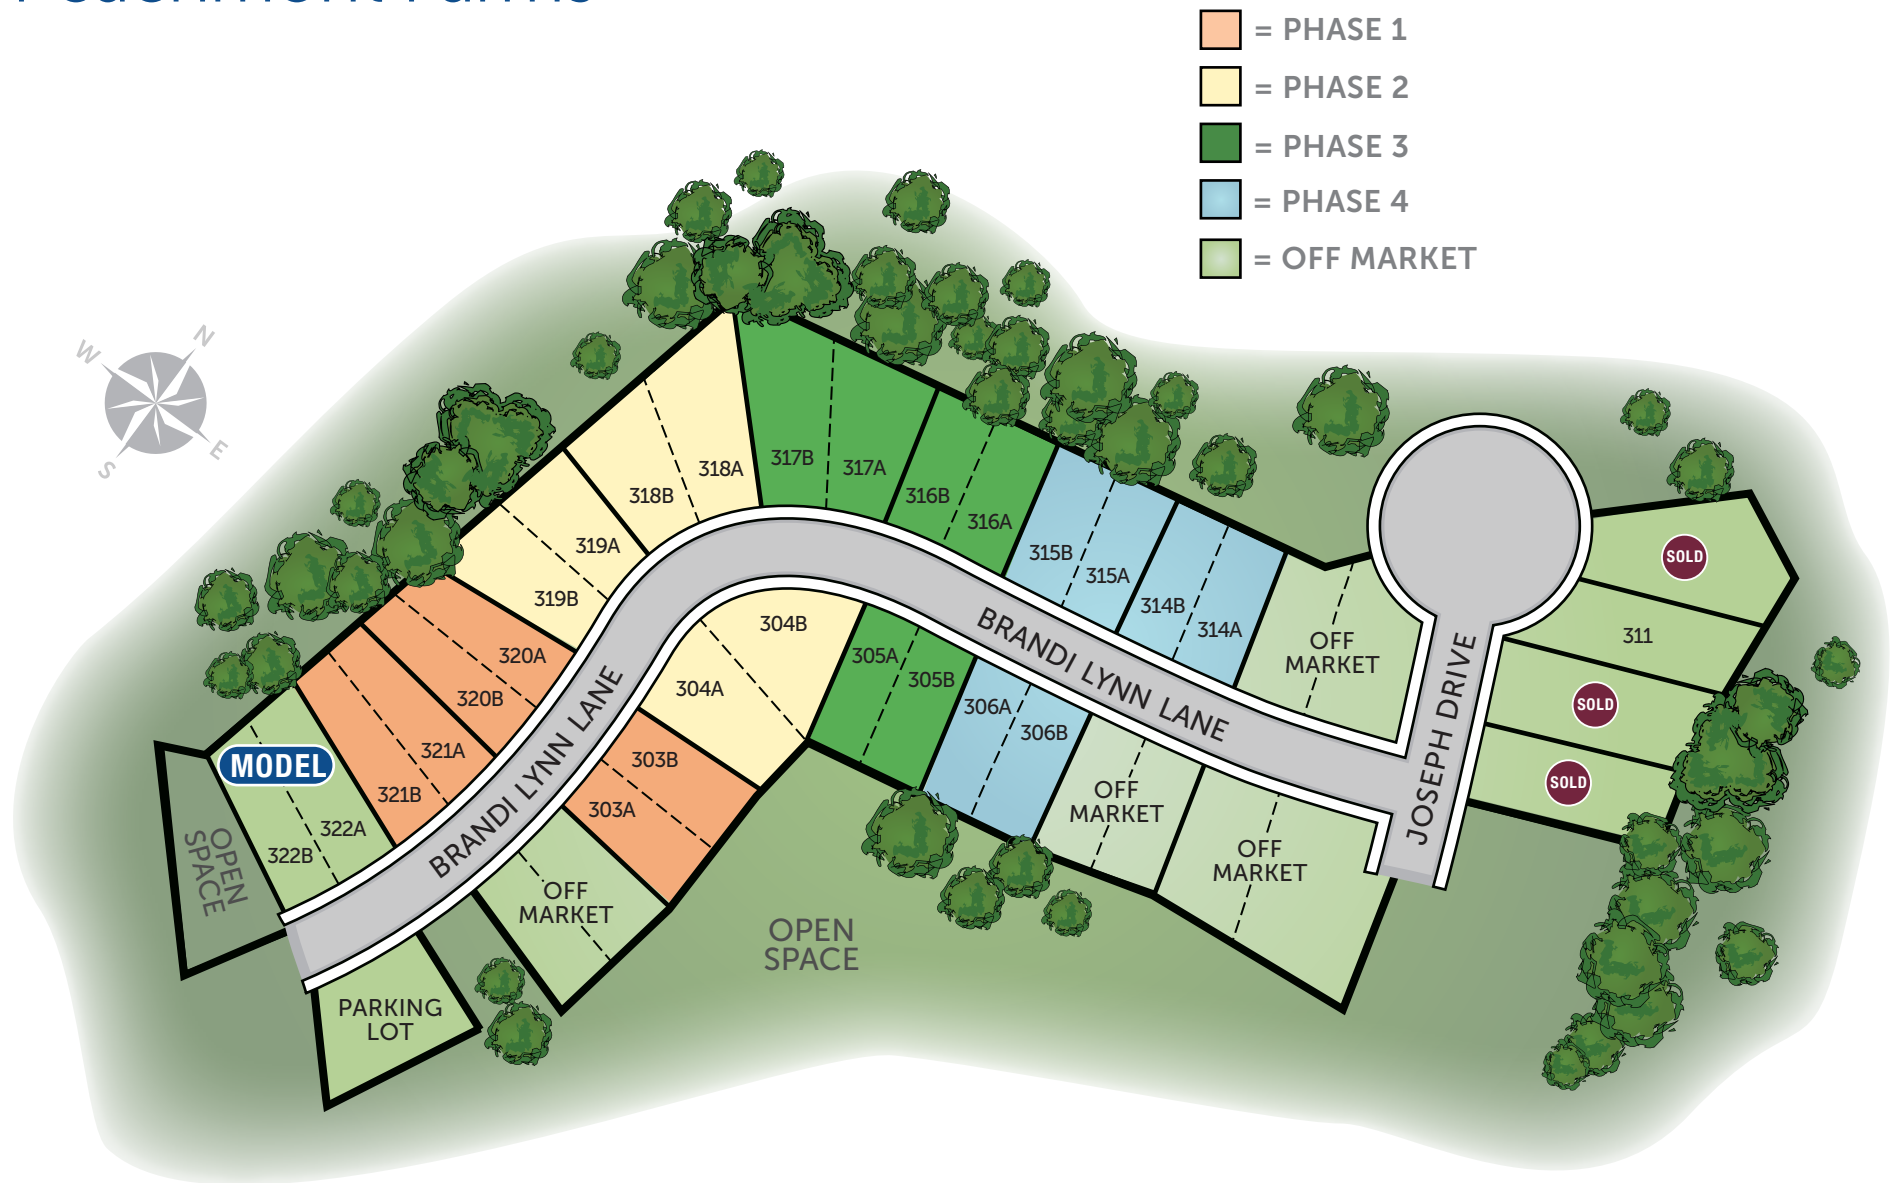 = PHASE 1
= PHASE 2
= PHASE 3
= PHASE 4
= OFF MARKET
N
W
E
S
317B
317A
318A
318B
316B
316A
319A
319B
315B
315A
314B
314A
304B
304A
305A
305B
306A
306B
320A
320B
321A
321B
303B
303A
322A
322B
MODEL
OPEN
SPACE
BRANDI LYNN LANE
BRANDI LYNN LANE
JOSEPH DRIVE
OFF
MARKET
OFF
MARKET
OFF
MARKET
OFF
MARKET
SOLD
311
SOLD
SOLD
OPEN
SPACE
PARKING
LOT